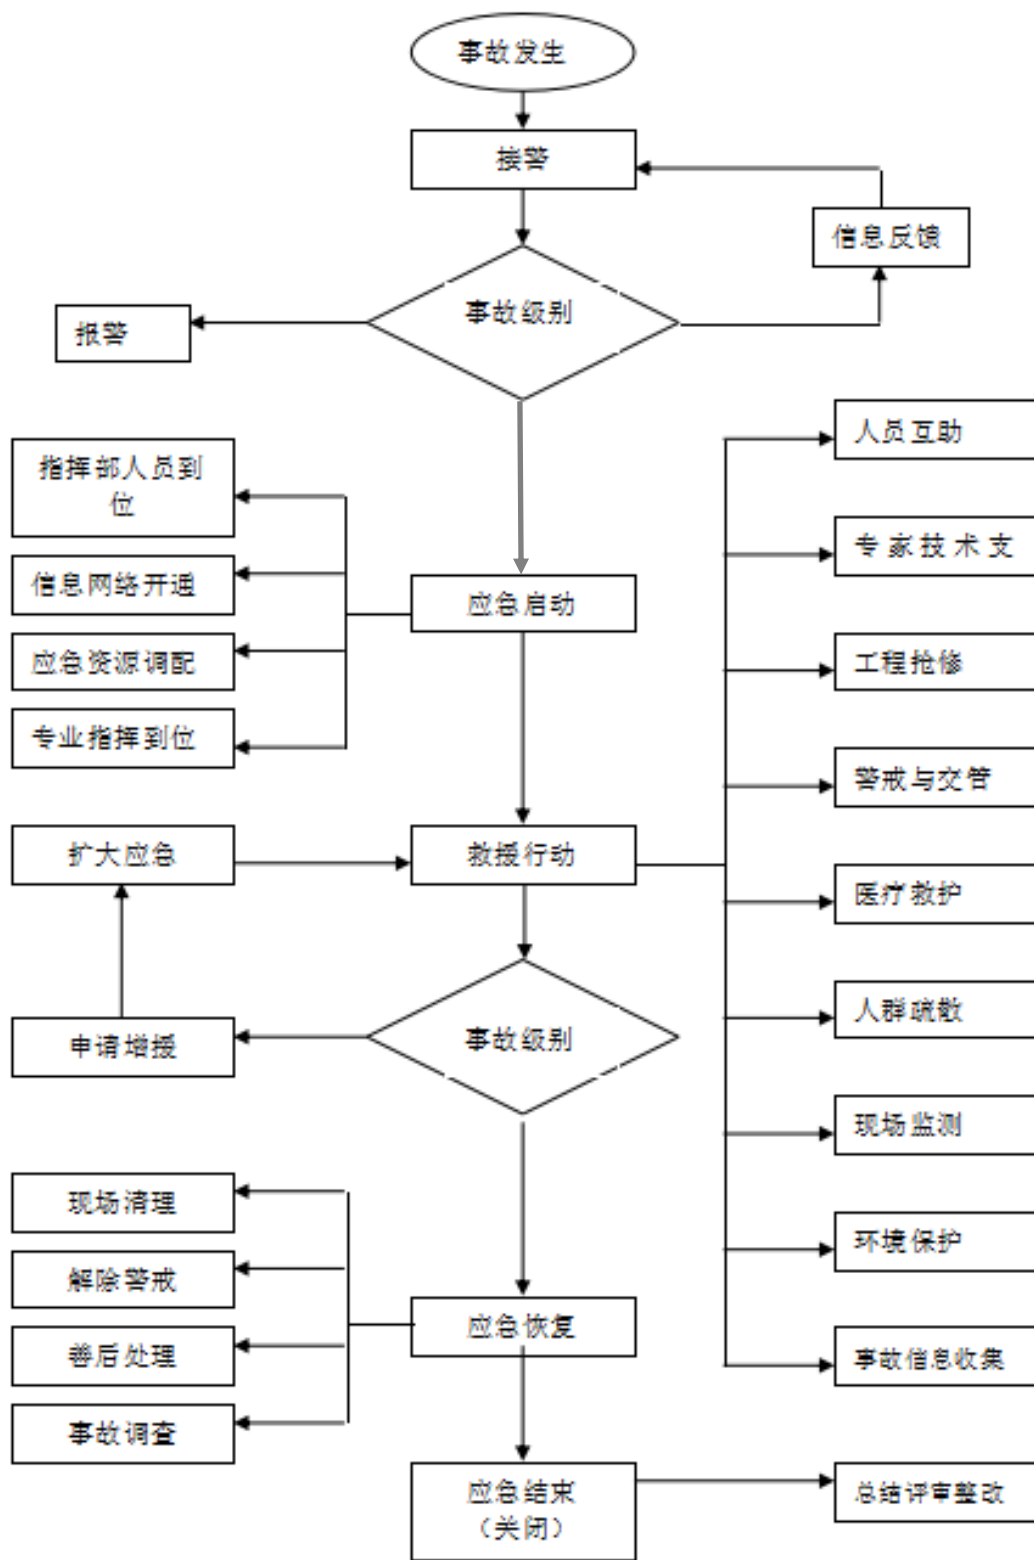 事故发生
接警
信息反馈
事故级别
报警
人员互助
指挥部人员到
位
专家技术支
信息网络开通
应急启动
工程抢修
应急资源调配
专业指挥到位
警戒与交管
扩大应急
救援行动
医疗救护
人群疏散
申请增援
事故级别
现场监测
现场清理
环境保护
解除警戒
应急恢复
善后处理
事故信息收集
事故调查
应急结束
（关闭）
总结评审整改